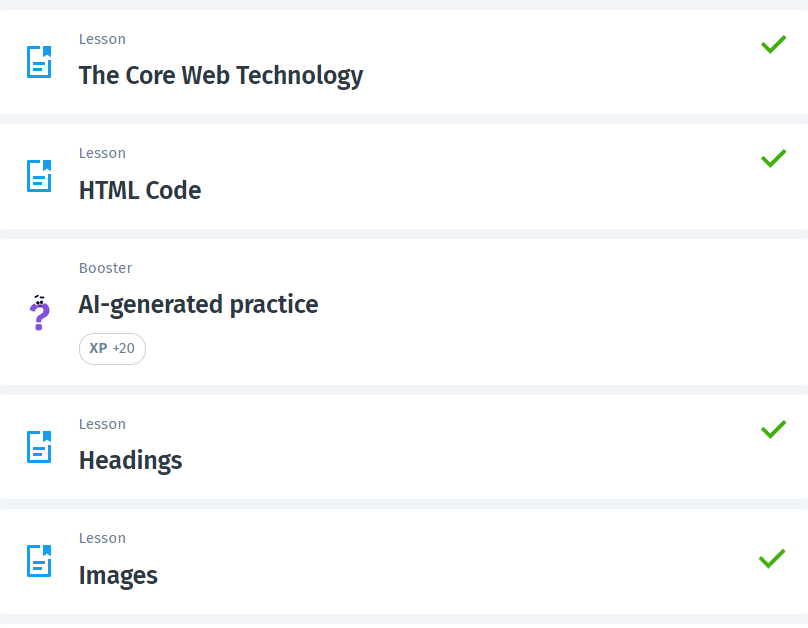 Lesson
The Core Web Technology
Lesson
HTML Code
Booster
AI-generated practice
XP +20
Lesson
Headings
Lesson
Images